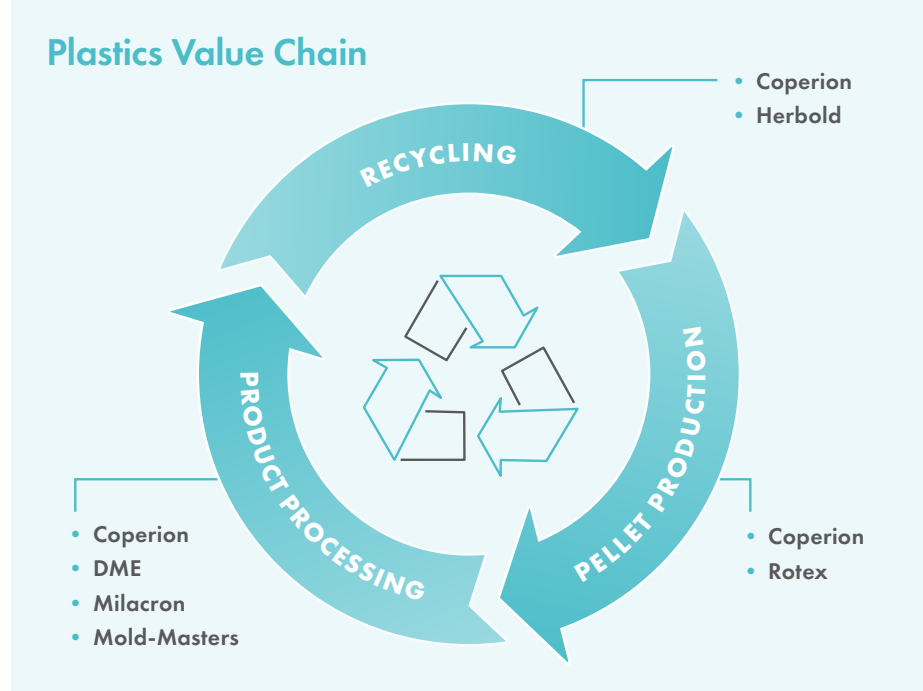 Plastics Value Chain
• Coperion
• Herbold
RECYCLING
PELLET PRODUCTION
• Coperion
• Rotex
PRODUCT PROCESSING
• Coperion
• DME
• Milacron
• Mold-Masters